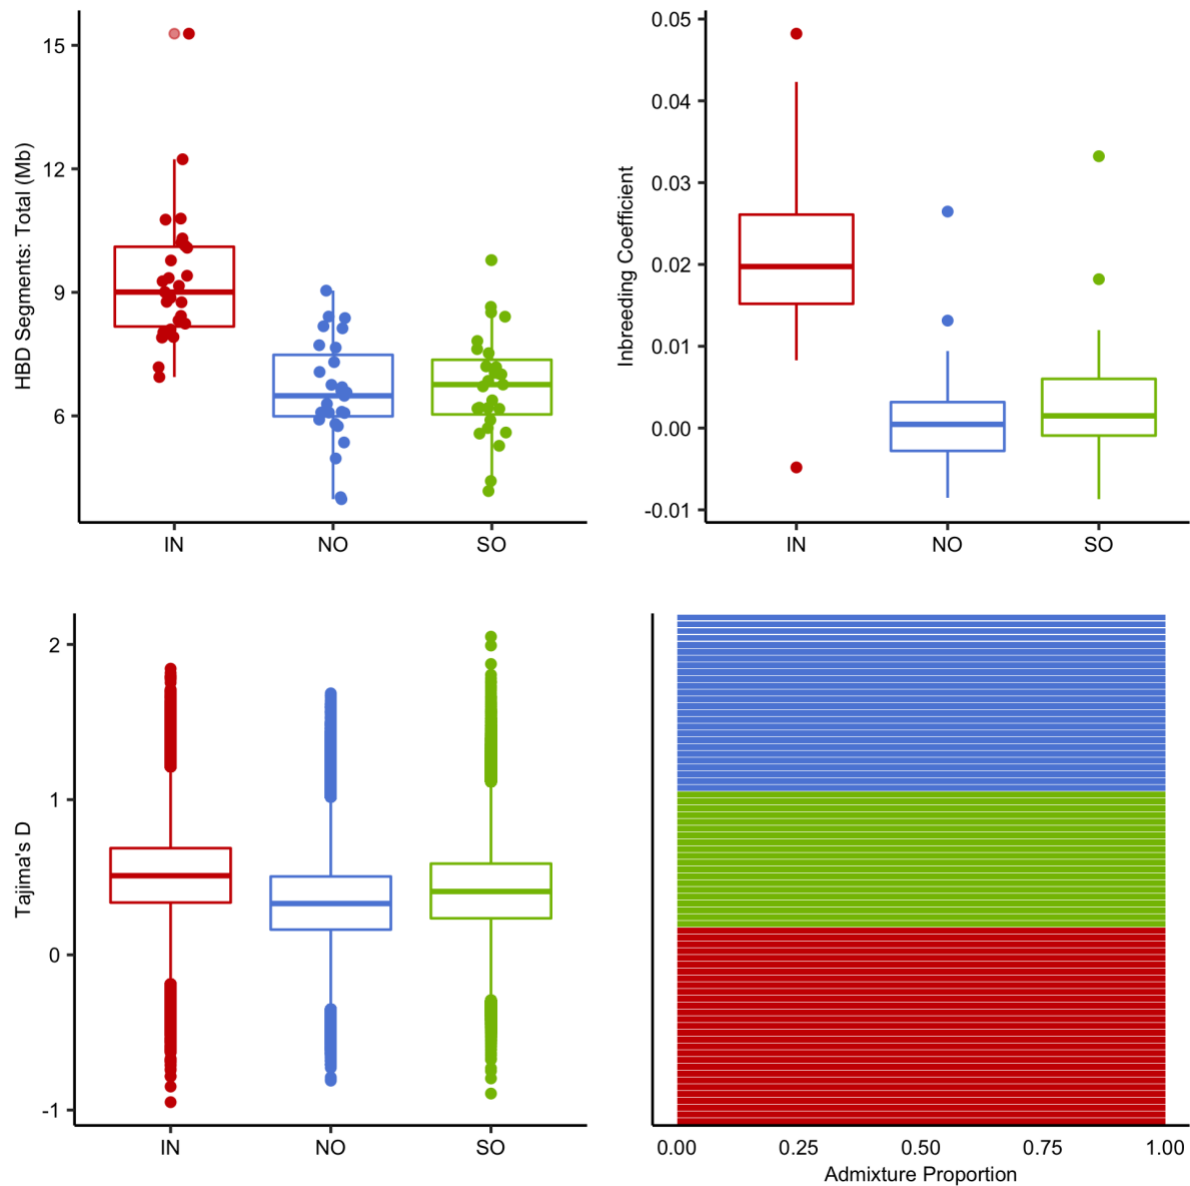 HBD Segments: Total (Mb)
15
12
9
6
IN NO SO
Inbreeding Coefficient
0.05
0.04
0.03
0.02
0.01
0.00
-0.01
IN NO SO
Tajima's D
2
1
0
-1
IN NO SO
0.00 0.25 0.50 0.75 1.00
Admixture Proportion